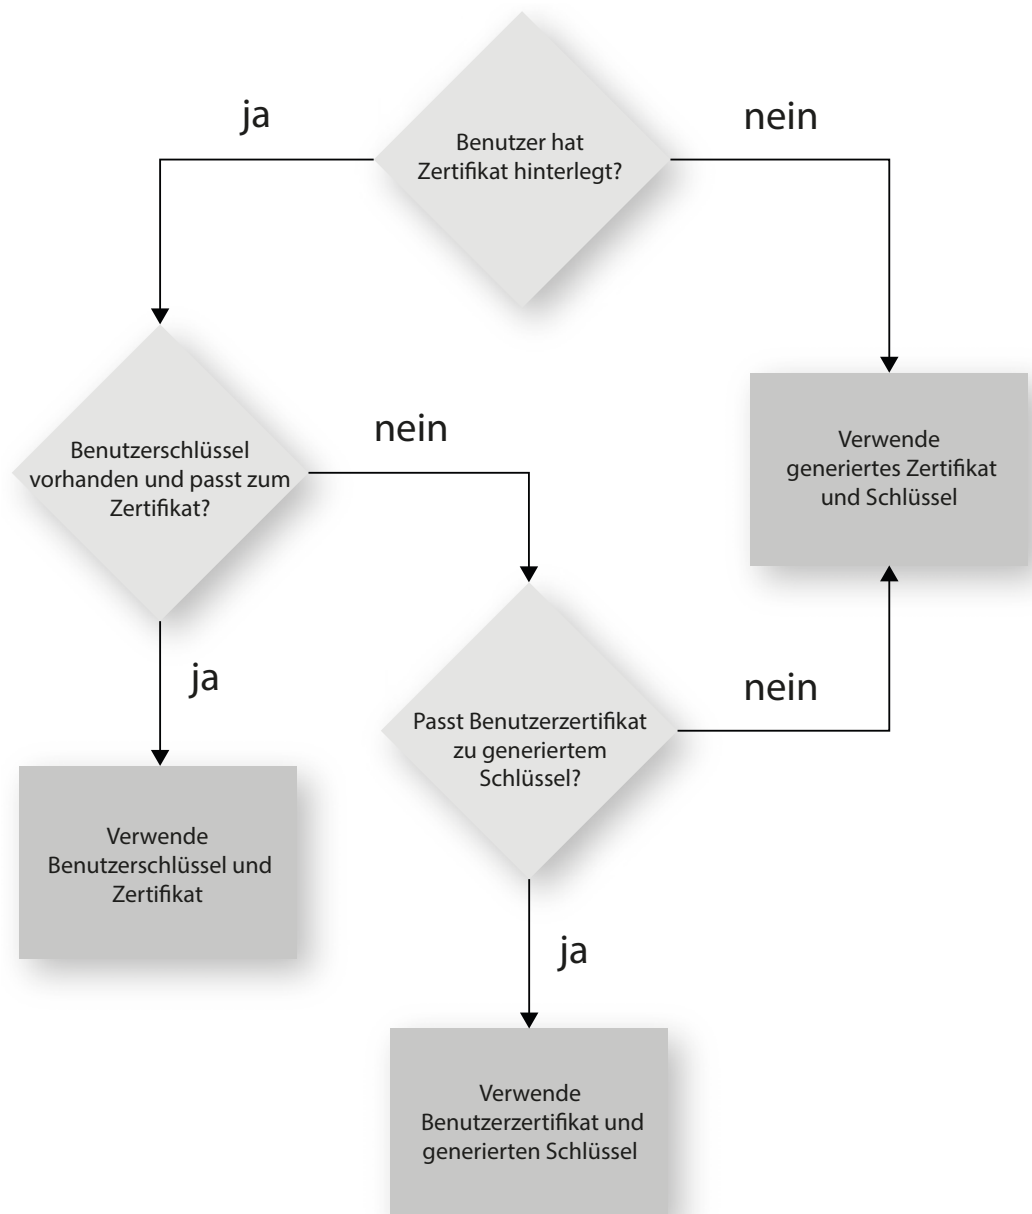 ja
nein
Benutzer hat
Zertifikat hinterlegt?
nein
Benutzerschlüssel
vorhanden und passt zum
Zertifikat?
Verwende
generiertes Zertifikat
und Schlüssel
ja
nein
Passt Benutzerzertifikat
zu generiertem
Schlüssel?
Verwende
Benutzerschlüssel und
Zertifikat
ja
Verwende
Benutzerzertifikat und
generierten Schlüssel